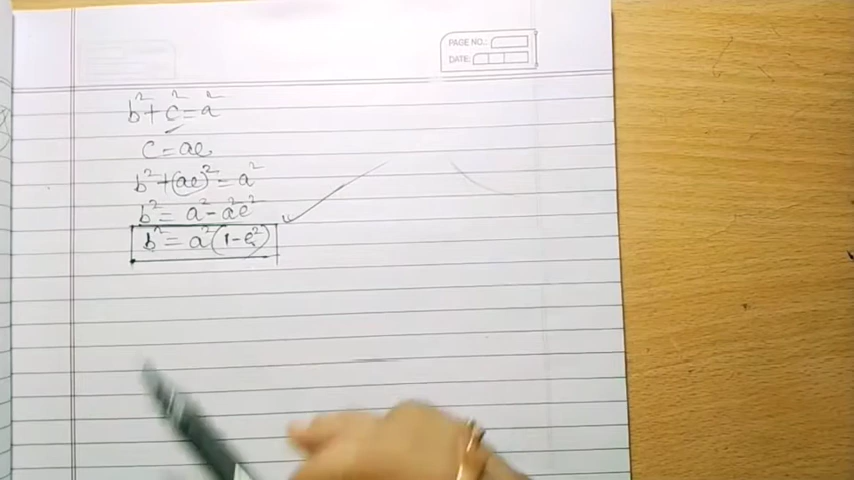 PAGE NO.:
DATE:
b² + c² = a²
c = ae.
b² + (ae)² = a²
b² = a² - a²e²
b² = a²(1-e²)